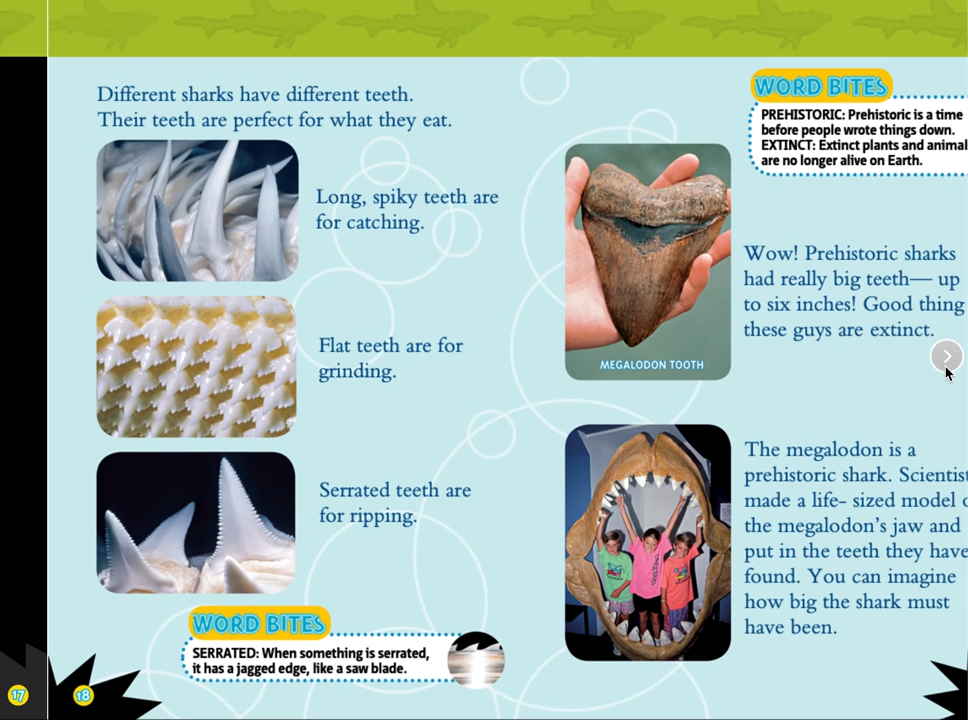 Different sharks have different teeth.
Their teeth are perfect for what they eat.
Long, spiky teeth are
for catching.
Flat teeth are for
grinding.
Serrated teeth are
for ripping.
WORD BITES
SERRATED: When something is serrated,
it has a jagged edge, like a saw blade.
17
18
WORD BITES
PREHISTORIC: Prehistoric is a time
before people wrote things down.
EXTINCT: Extinct plants and animal
are no longer alive on Earth.
MEGALODON TOOTH
Wow! Prehistoric sharks
had really big teeth— up
to six inches! Good thing
these guys are extinct.
The megalodon is a
prehistoric shark. Scientist
made a life- sized model
the megalodon's jaw and
put in the teeth they have
found. You can imagine
how big the shark must
have been.